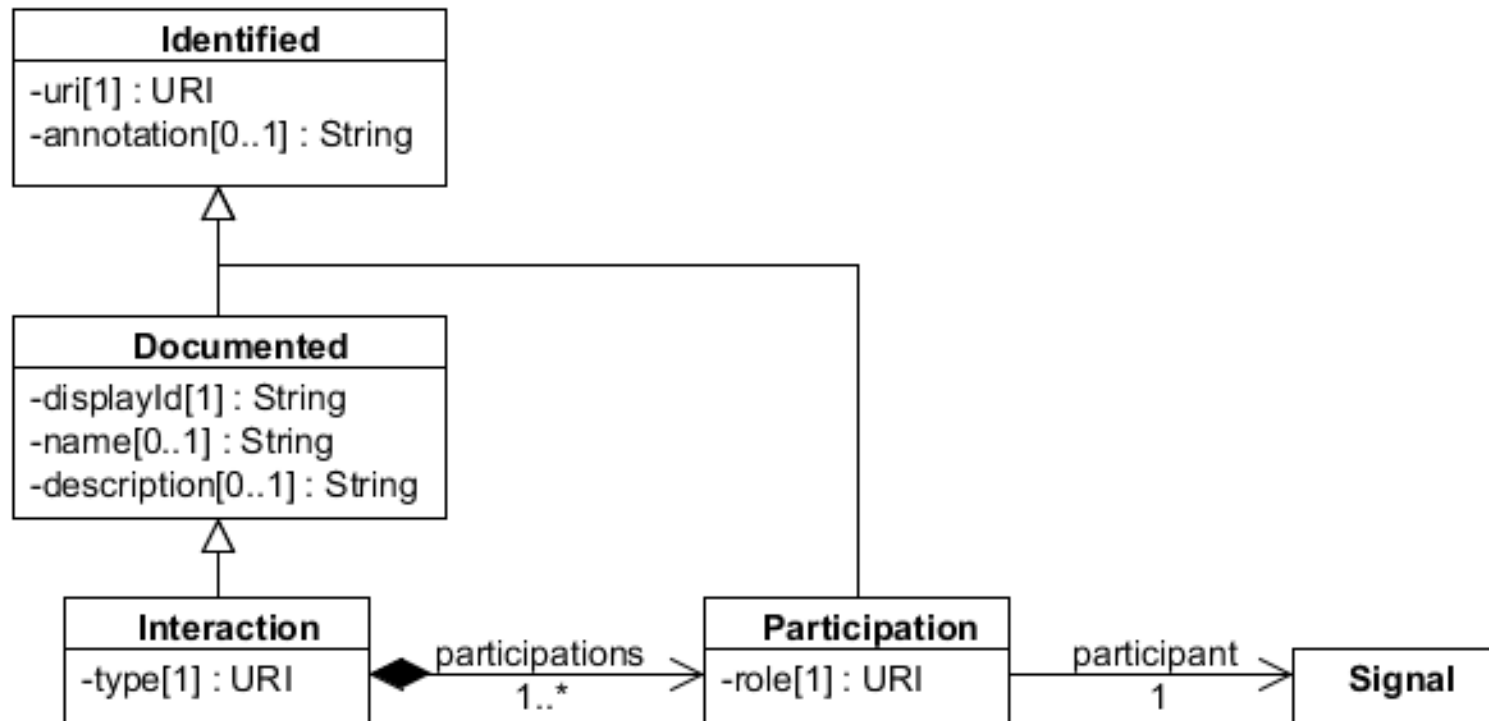 Identified
-uri[1] : URI
-annotation[0..1] : String
Documented
-displayId[1] : String
-name[0..1] : String
-description[0..1] : String
Interaction
-type[1] : URI
participations
1..*
Participation
-role[1] : URI
participant
1
Signal